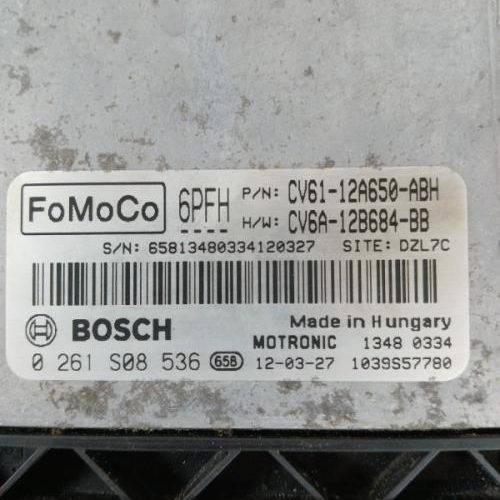 FoMoCo 6PFH P/N: CV61-12A650-ABH
H/W: CV6A-12B684-BB
S/N: 65813480334120327 SITE: DZL7C
BOSCH Made in Hungary
MOTRONIC 1348 0334
0 261 S08 536 658 12-03-27 1039S57780